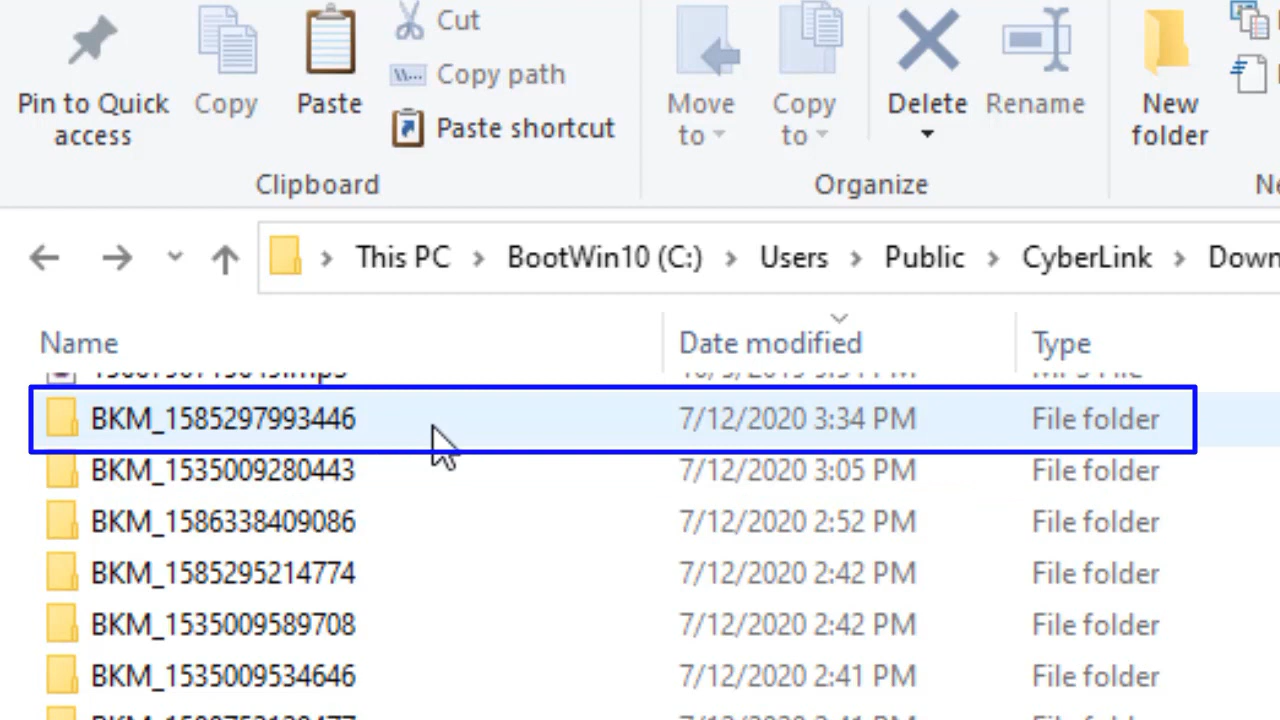 Pin to Quick access
Copy
Paste
Cut
Copy path
Paste shortcut
Clipboard
Move to
Copy to
Delete
Rename
Organize
New folder
This PC > BootWin10 (C:) > Users > Public > CyberLink > Down
Name Date modified Type
BKM_1585297993446 7/12/2020 3:34 PM File folder
BKM_1535009280443 7/12/2020 3:05 PM File folder
BKM_1586338409086 7/12/2020 2:52 PM File folder
BKM_1585295214774 7/12/2020 2:42 PM File folder
BKM_1535009589708 7/12/2020 2:42 PM File folder
BKM_1535009534646 7/12/2020 2:41 PM File folder